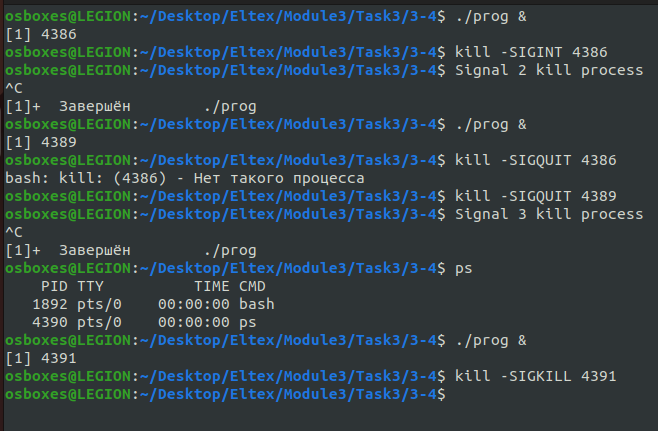 osboxes@LEGION:~/Desktop/Eltex/Module3/Task3/3-4$ ./prog &
[1] 4386
osboxes@LEGION:~/Desktop/Eltex/Module3/Task3/3-4$ kill -SIGINT 4386
osboxes@LEGION:~/Desktop/Eltex/Module3/Task3/3-4$ Signal 2 kill process
^C
[1]+  Завершён        ./prog
osboxes@LEGION:~/Desktop/Eltex/Module3/Task3/3-4$ ./prog &
[1] 4389
osboxes@LEGION:~/Desktop/Eltex/Module3/Task3/3-4$ kill -SIGQUIT 4386
bash: kill: (4386) - Нет такого процесса
osboxes@LEGION:~/Desktop/Eltex/Module3/Task3/3-4$ kill -SIGQUIT 4389
osboxes@LEGION:~/Desktop/Eltex/Module3/Task3/3-4$ Signal 3 kill process
^C
[1]+  Завершён        ./prog
osboxes@LEGION:~/Desktop/Eltex/Module3/Task3/3-4$ ps
    PID TTY          TIME CMD
   1892 pts/0    00:00:00 bash
   4390 pts/0    00:00:00 ps
osboxes@LEGION:~/Desktop/Eltex/Module3/Task3/3-4$ ./prog &
[1] 4391
osboxes@LEGION:~/Desktop/Eltex/Module3/Task3/3-4$ kill -SIGKILL 4391
osboxes@LEGION:~/Desktop/Eltex/Module3/Task3/3-4$